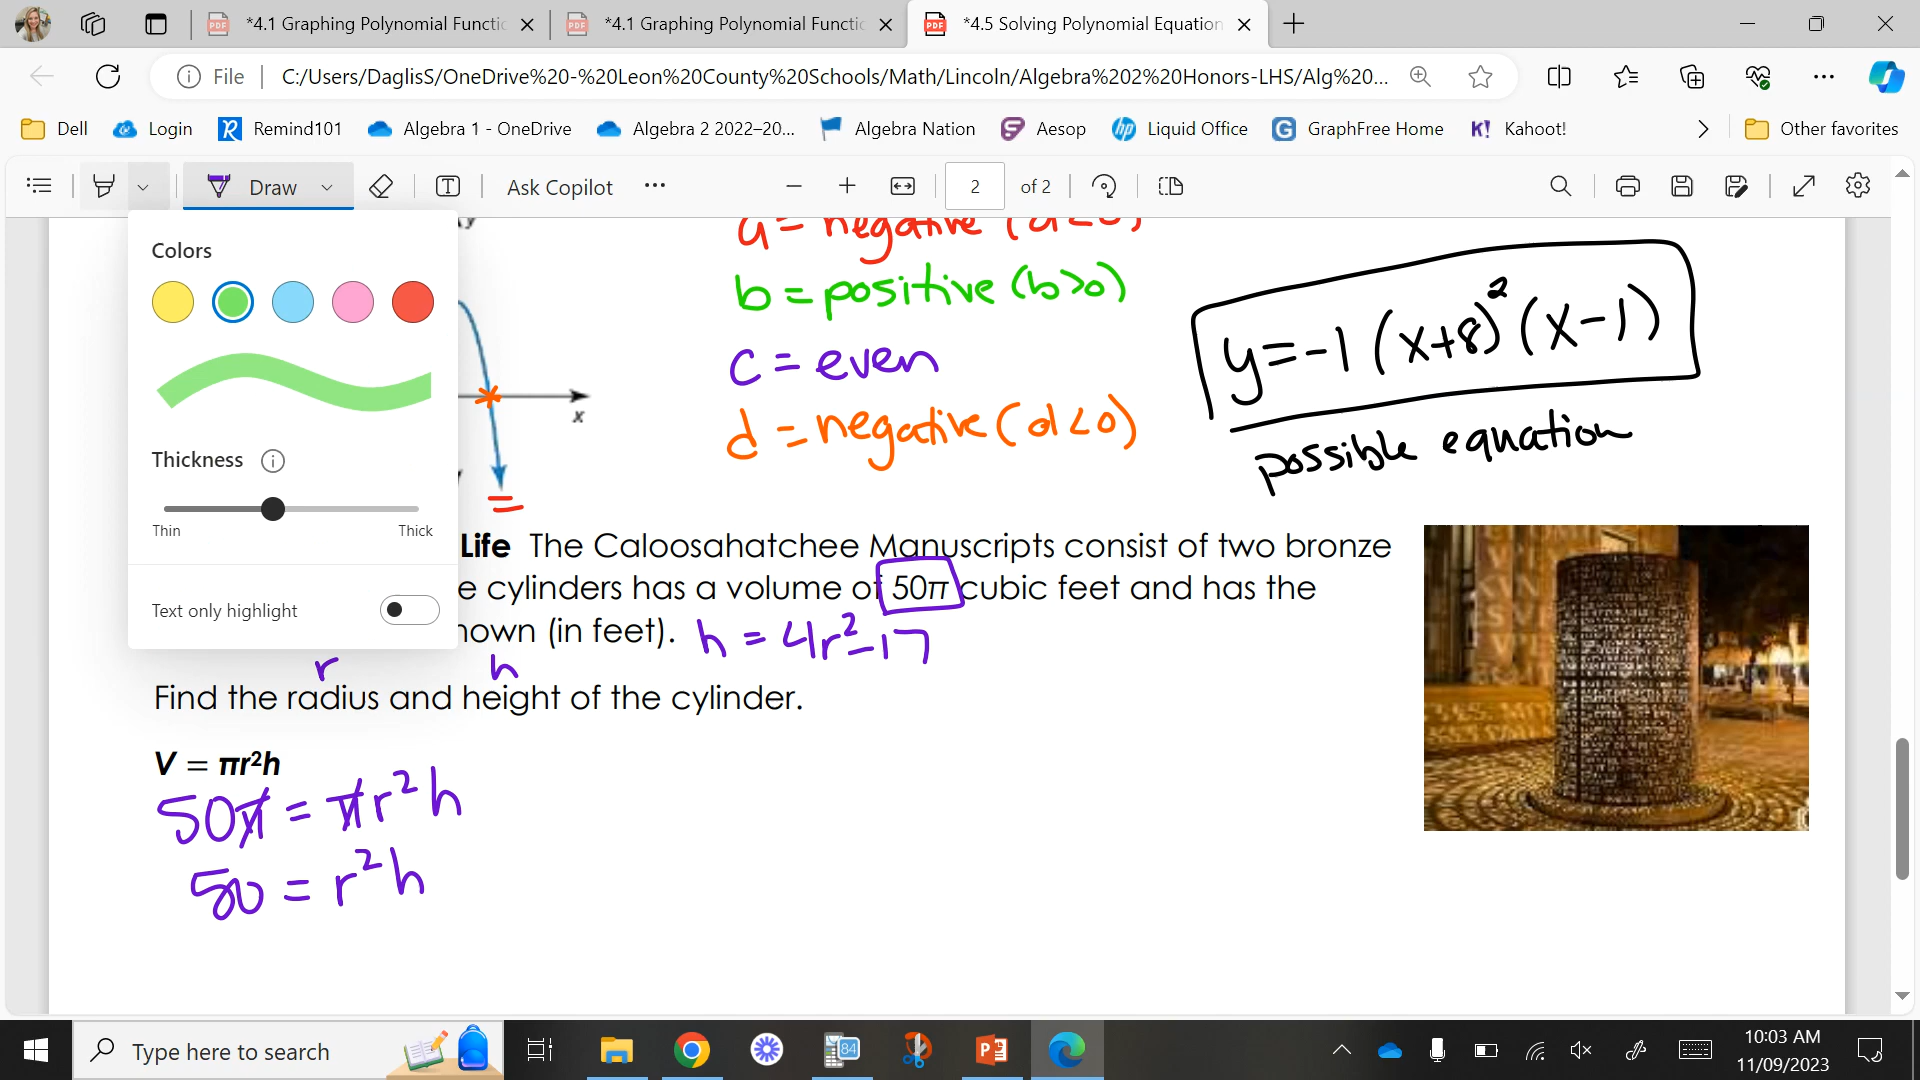 *4.1 Graphing Polynomial Functic
*4.1 Graphing Polynomial Functic
*4.5 Solving Polynomial Equation
File
C:/Users/DaglisS/OneDrive%20-%20Leon%20County%20Schools/Math/Lincoln/Algebra%202%20Honors-LHS/Alg%20...
Dell Login Remind101 Algebra 1 - OneDrive Algebra 2 2022–20... Algebra Nation Aesop Liquid Office GraphFree Home Kahoot! Other favorites
Draw Ask Copilot ... 2 of 2
Colors
Thickness
Thin Thick
Text only highlight
y
a = negative (a<0)
b = positive (b>0)
c = even
d = negative (d<0)
x
y=-1(x+8)²(x-1)
possible equation
Life The Caloosahatchee Manuscripts consist of two bronze
e cylinders has a volume of 50π cubic feet and has the
nown (in feet). h = 4r²-17
r h
Find the radius and height of the cylinder.
V = πr²h
50π = πr²h
50 = r²h
Type here to search
84
10:03 AM
11/09/2023